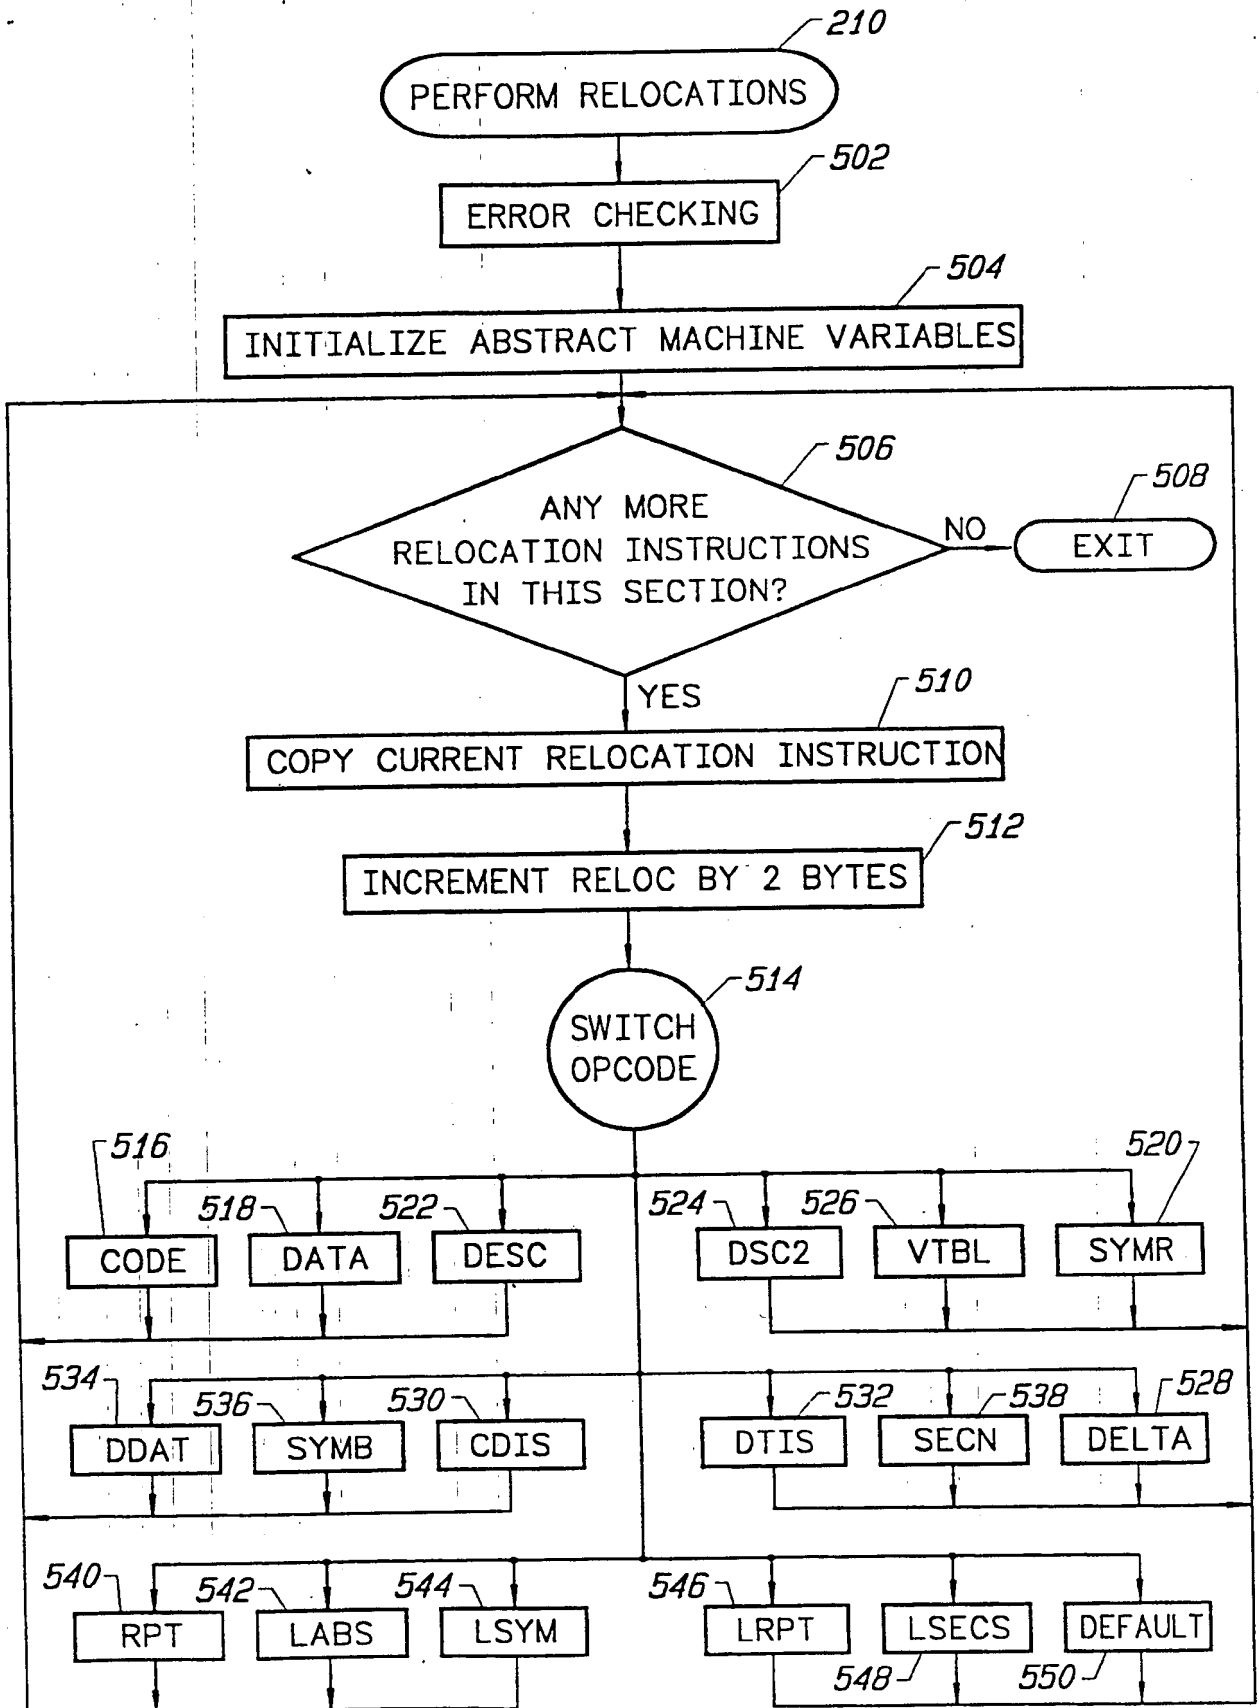 210
PERFORM RELOCATIONS
502
ERROR CHECKING
504
INITIALIZE ABSTRACT MACHINE VARIABLES
506
ANY MORE
RELOCATION INSTRUCTIONS
IN THIS SECTION?
NO
508
EXIT
YES
510
COPY CURRENT RELOCATION INSTRUCTION
512
INCREMENT RELOC BY 2 BYTES
514
SWITCH
OPCODE
516 518 522 524 526 520
CODE DATA DESC DSC2 VTBL SYMR
534 536 530 532 538 528
DDAT SYMB CDIS DTIS SECN DELTA
540 542 544 546
RPT LABS LSYM LRPT LSECS DEFAULT
548 550